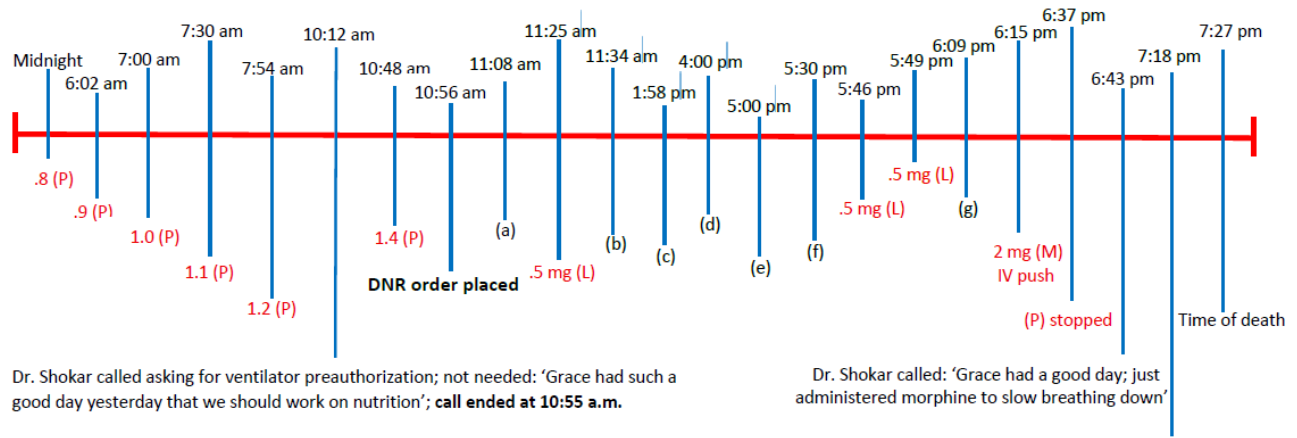 Midnight
6:02 am
7:00 am
7:30 am
7:54 am
10:12 am
10:48 am
10:56 am
11:08 am
11:25 am
11:34 am
1:58 pm
4:00 pm
5:00 pm
5:30 pm
5:46 pm
5:49 pm
6:09 pm
6:15 pm
6:37 pm
6:43 pm
7:18 pm
7:27 pm
.8 (P)
.9 (P)
1.0 (P)
1.1 (P)
1.2 (P)
1.4 (P)
DNR order placed
(a)
.5 mg (L)
(b)
(c)
(d)
(e)
(f)
.5 mg (L)
.5 mg (L)
(g)
2 mg (M)
IV push
(P) stopped
Time of death
Dr. Shokar called asking for ventilator preauthorization; not needed: ‘Grace had such a
good day yesterday that we should work on nutrition’; call ended at 10:55 a.m.
Dr. Shokar called: ‘Grace had a good day; just
administered morphine to slow breathing down’